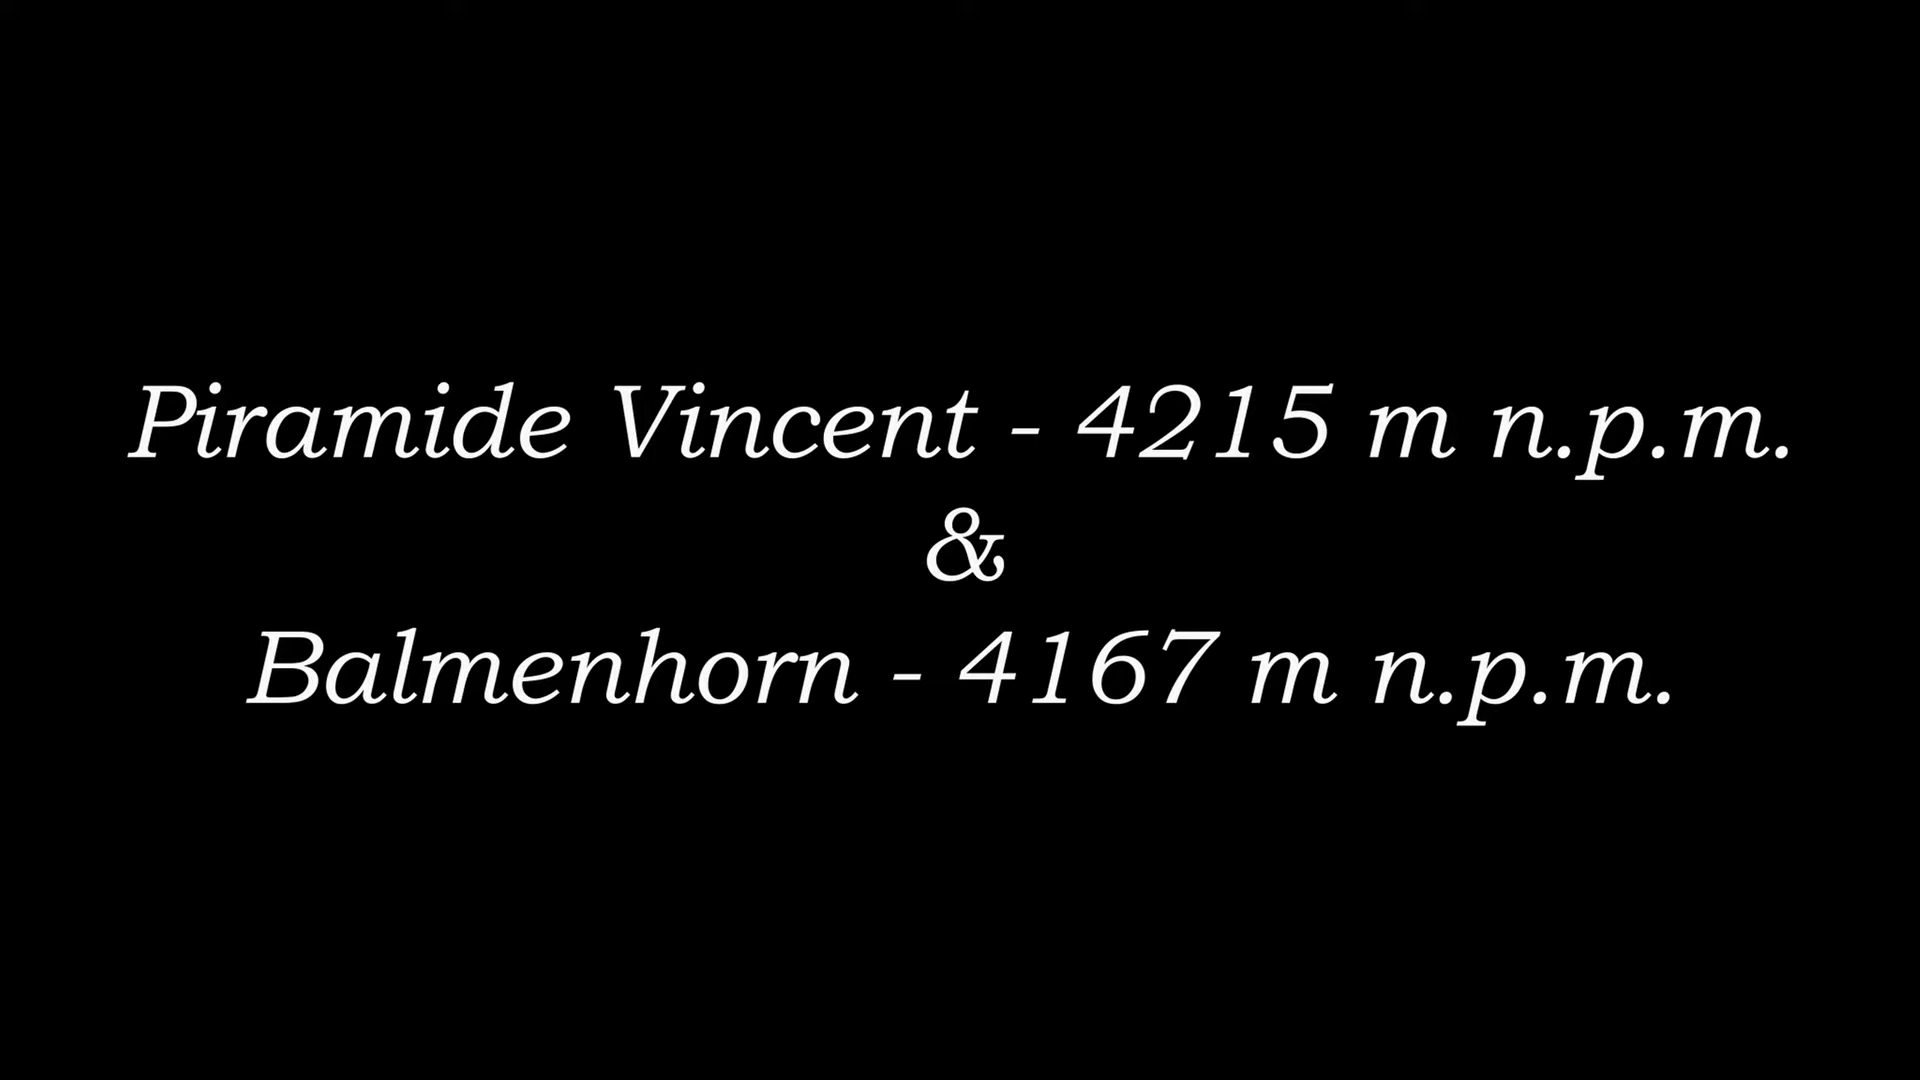 Piramide Vincent - 4215 m n.p.m.
&
Balmenhorn - 4167 m n.p.m.